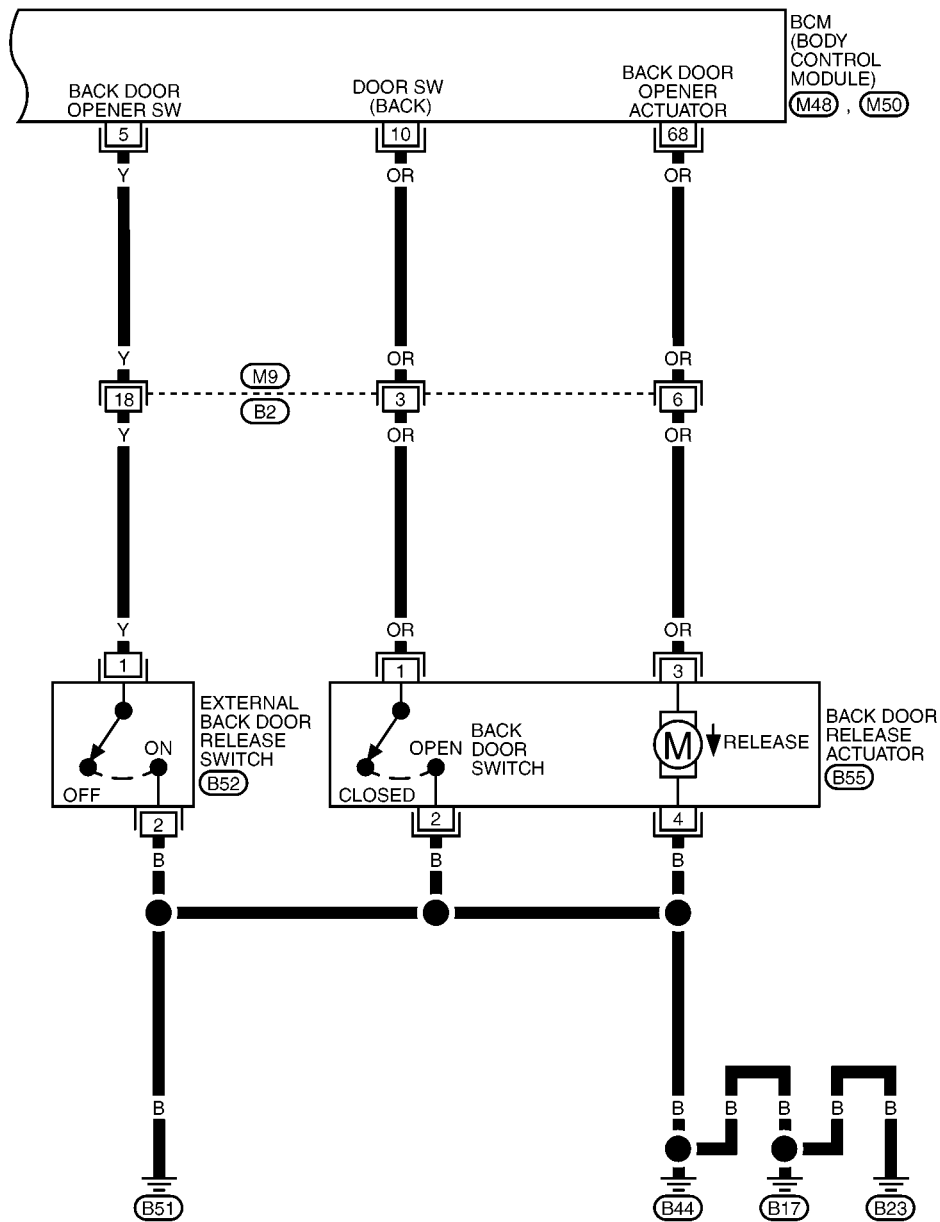 BCM
(BODY
CONTROL
MODULE)
M48 , M50
BACK DOOR
OPENER SW
DOOR SW
(BACK)
BACK DOOR
OPENER
ACTUATOR
5
10
68
Y
OR
OR
Y
OR
OR
M9
18
3
6
B2
Y
OR
OR
Y
OR
OR
1
1
3
EXTERNAL
BACK DOOR
RELEASE
SWITCH
B52
ON
OFF
BACK
DOOR
SWITCH
OPEN
CLOSED
M
RELEASE
BACK DOOR
RELEASE
ACTUATOR
B55
2
2
4
B
B
B
B
B
B
B
B
B
B51
B44
B17
B23